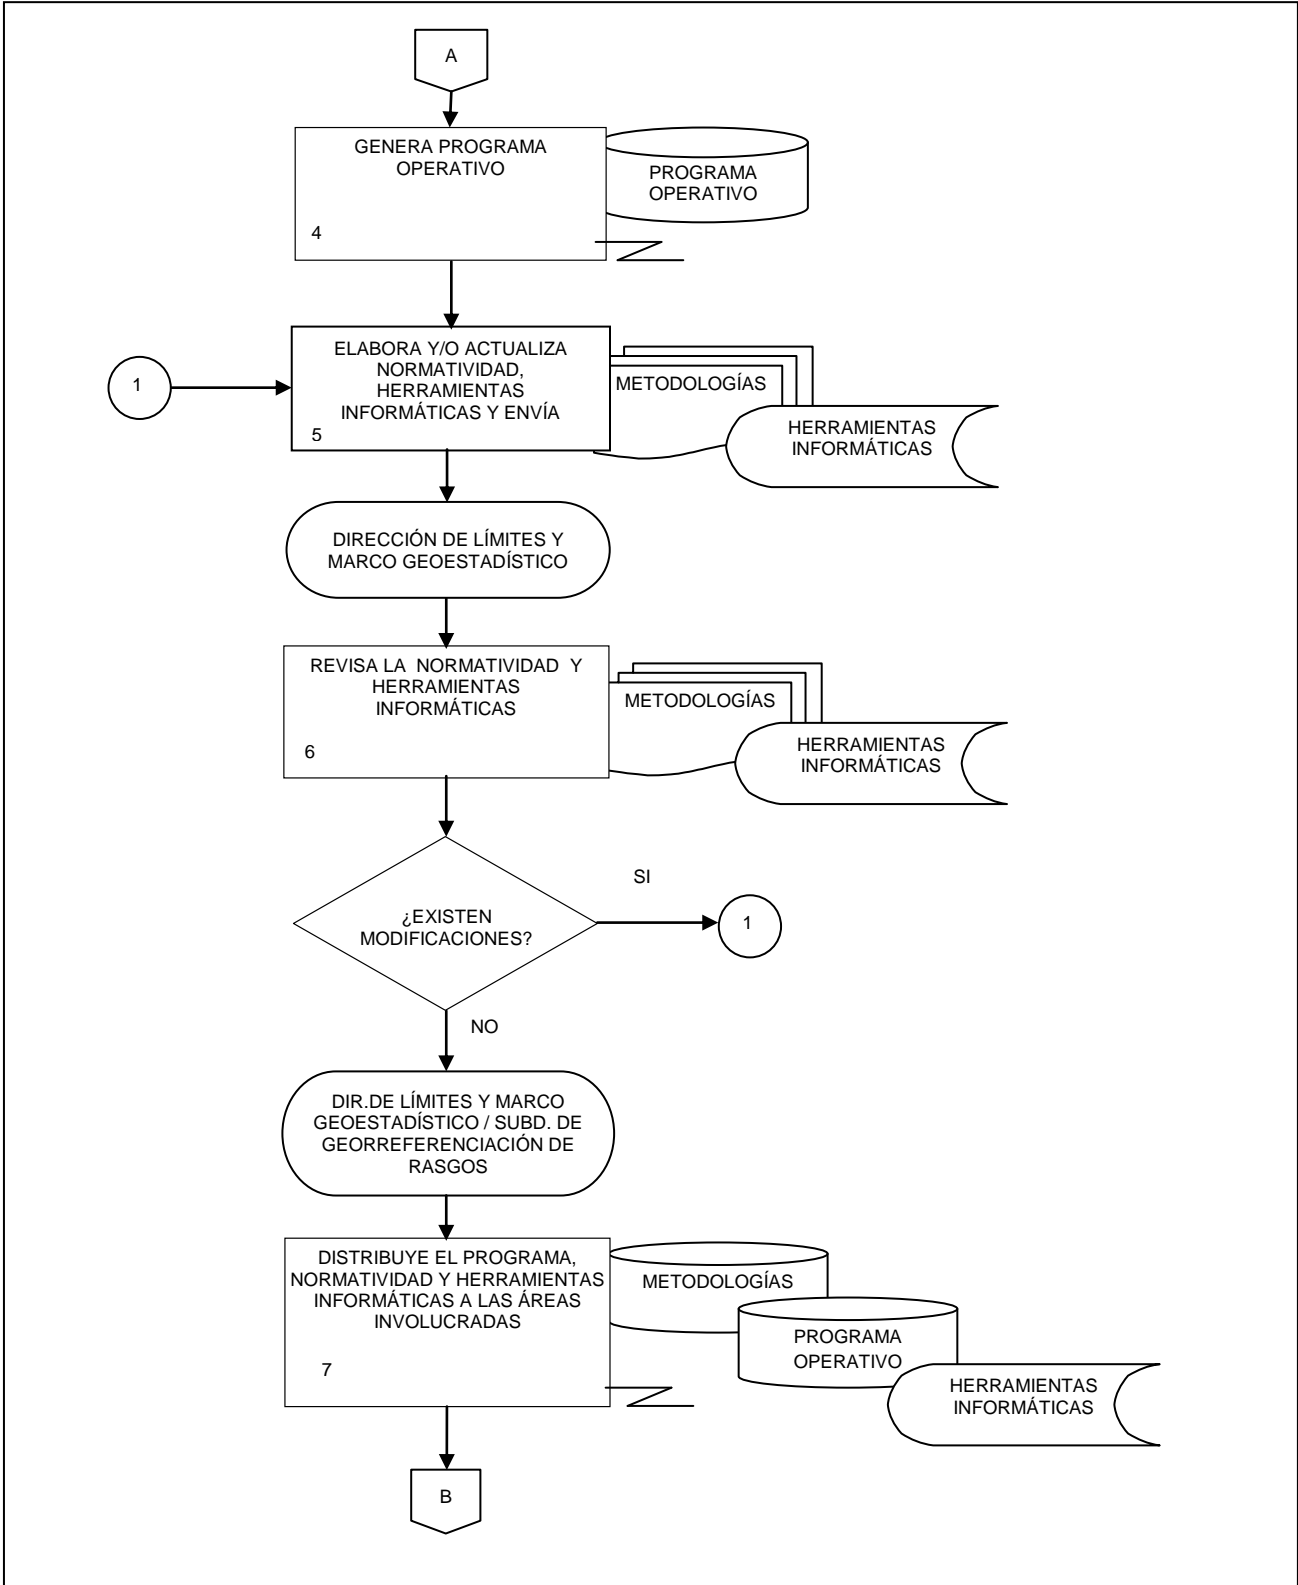 A
GENERA PROGRAMA
OPERATIVO
4
PROGRAMA
OPERATIVO
1
ELABORA Y/O ACTUALIZA
NORMATIVIDAD,
HERRAMIENTAS
INFORMÁTICAS Y ENVÍA
5
METODOLOGÍAS
HERRAMIENTAS
INFORMÁTICAS
DIRECCIÓN DE LÍMITES Y
MARCO GEOESTADÍSTICO
REVISA LA NORMATIVIDAD Y
HERRAMIENTAS
INFORMÁTICAS
6
METODOLOGÍAS
HERRAMIENTAS
INFORMÁTICAS
¿EXISTEN
MODIFICACIONES?
SI
1
NO
DIR.DE LÍMITES Y MARCO
GEOESTADÍSTICO / SUBD. DE
GEORREFERENCIACIÓN DE
RASGOS
DISTRIBUYE EL PROGRAMA,
NORMATIVIDAD Y HERRAMIENTAS
INFORMÁTICAS A LAS ÁREAS
INVOLUCRADAS
7
METODOLOGÍAS
PROGRAMA
OPERATIVO
HERRAMIENTAS
INFORMÁTICAS
B